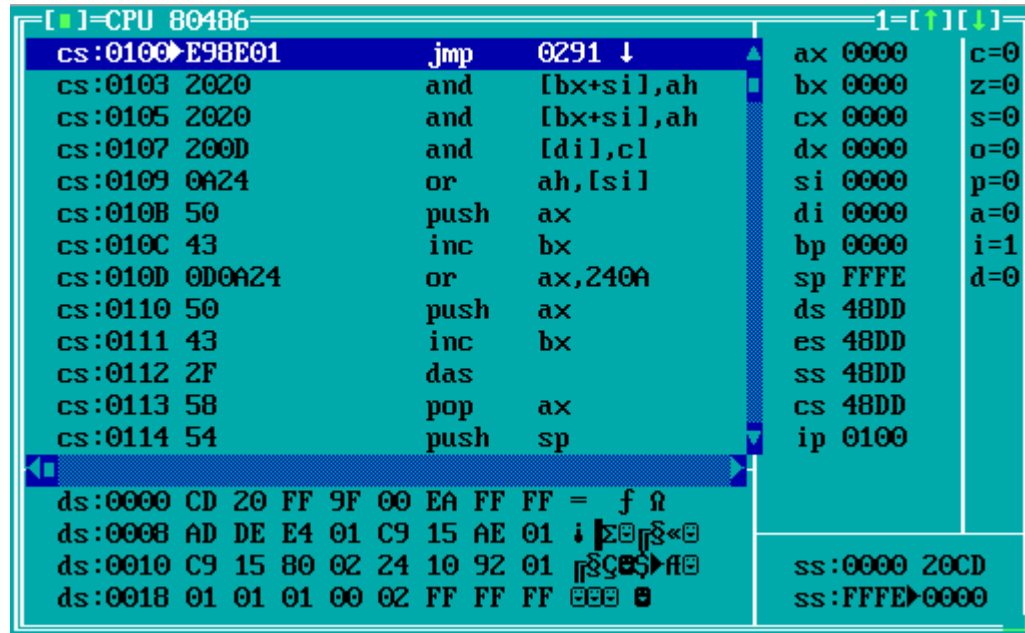 [■]=CPU 80486 1=[↑][↓]
cs:0100►E98E01 jmp 0291 ↓
cs:0103 2020 and [bx+si],ah
cs:0105 2020 and [bx+si],ah
cs:0107 200D and [di],cl
cs:0109 0A24 or ah,[si]
cs:010B 50 push ax
cs:010C 43 inc bx
cs:010D 0D0A24 or ax,240A
cs:0110 50 push ax
cs:0111 43 inc bx
cs:0112 2F das
cs:0113 58 pop ax
cs:0114 54 push sp
ax 0000 c=0
bx 0000 z=0
cx 0000 s=0
dx 0000 o=0
si 0000 p=0
di 0000 a=0
bp 0000 i=1
sp FFFE d=0
ds 48DD
es 48DD
ss 48DD
cs 48DD
ip 0100
ds:0000 CD 20 FF 9F 00 EA FF FF = ƒ Ω
ds:0008 AD DE E4 01 C9 15 AE 01 ¡▐Σ☺╔§«☺
ds:0010 C9 15 80 02 24 10 92 01 ╔§Ç☻$►Æ☺
ds:0018 01 01 01 00 02 FF FF FF ☺☺☺ ☻
ss:0000 20CD
ss:FFFE►0000